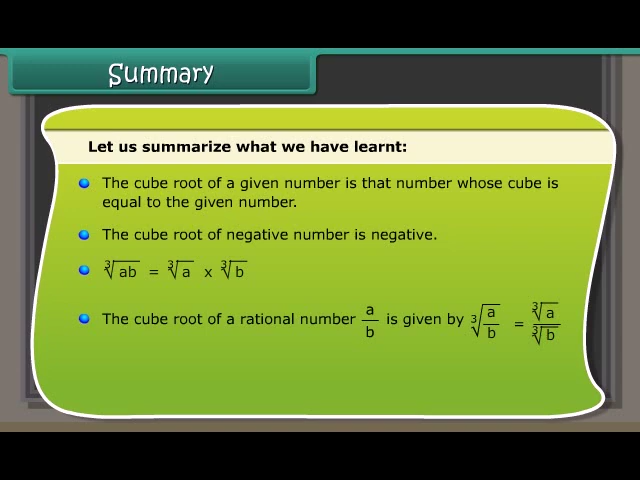 Summary
Let us summarize what we have learnt:
The cube root of a given number is that number whose cube is
equal to the given number.
The cube root of negative number is negative.
∛ab = ∛a x ∛b
The cube root of a rational number a/b is given by ∛(a/b) = ∛a/∛b